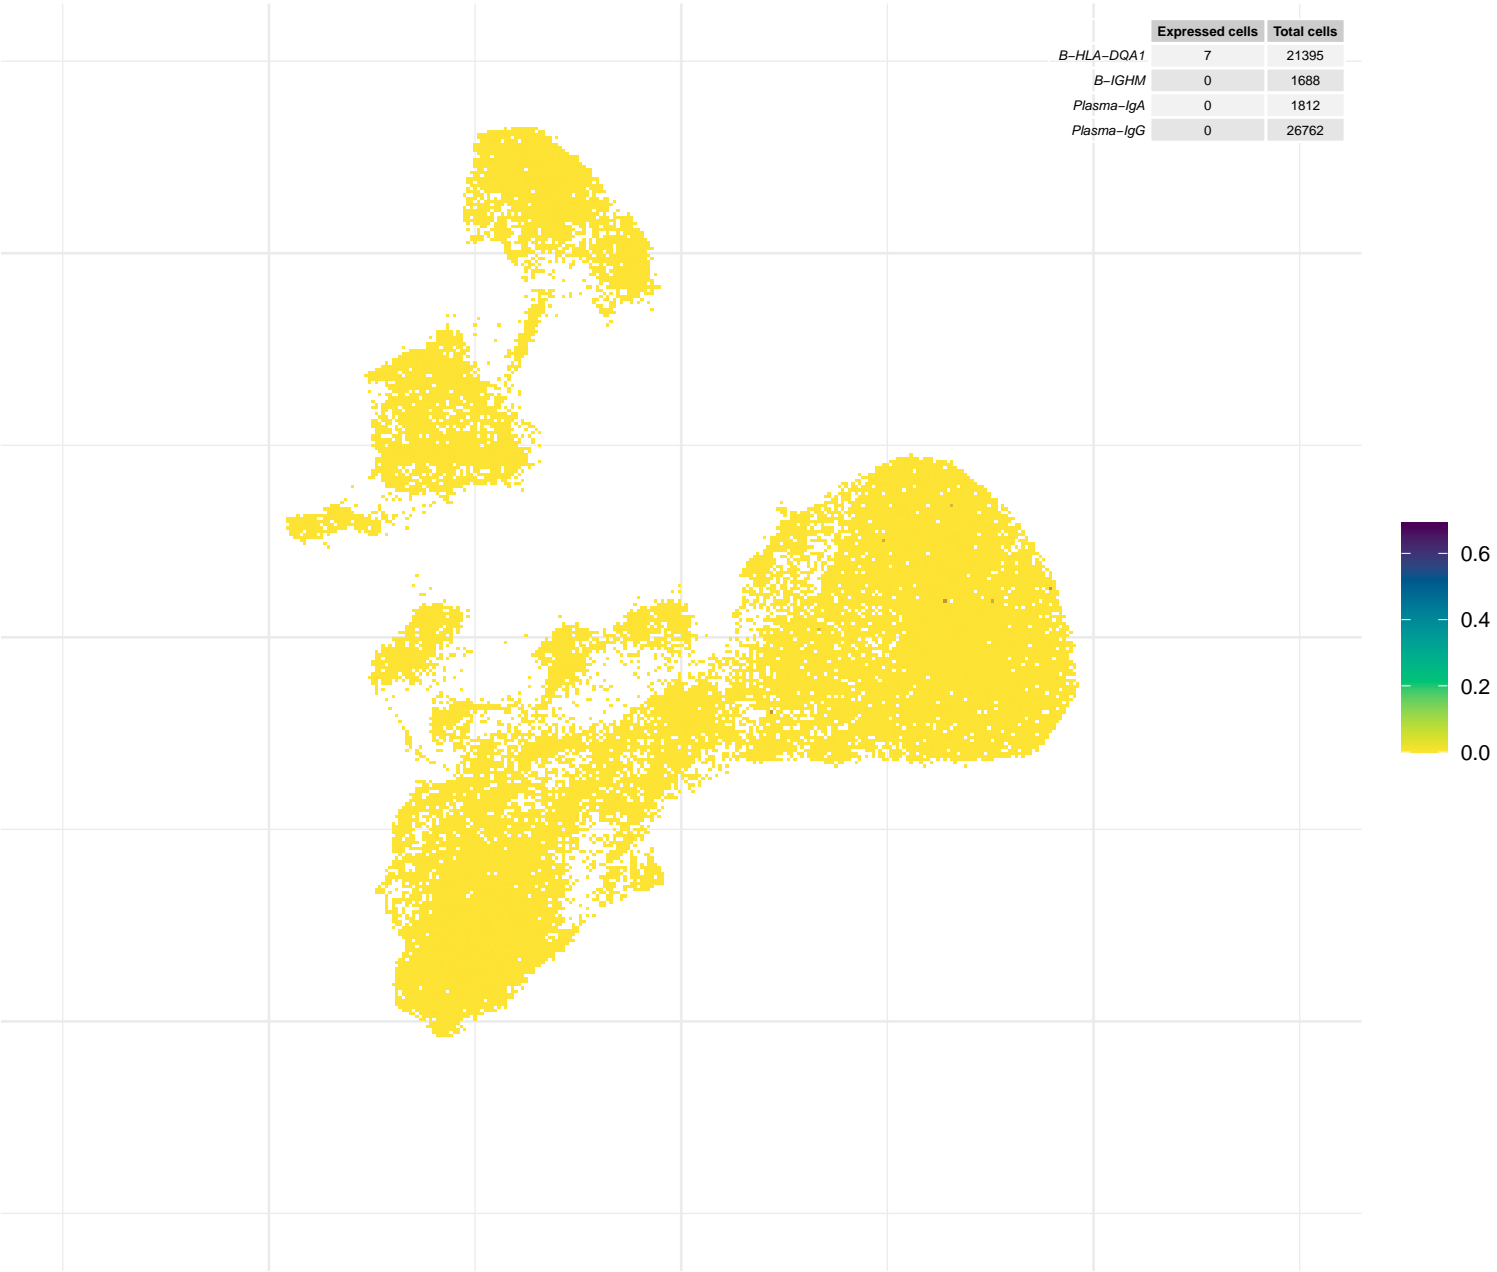 Expressed cells Total cells
B−HLA−DQA1 7 21395
B−IGHM 0 1688
Plasma−IgA 0 1812
Plasma−IgG 0 26762
0.6
0.4
0.2
0.0